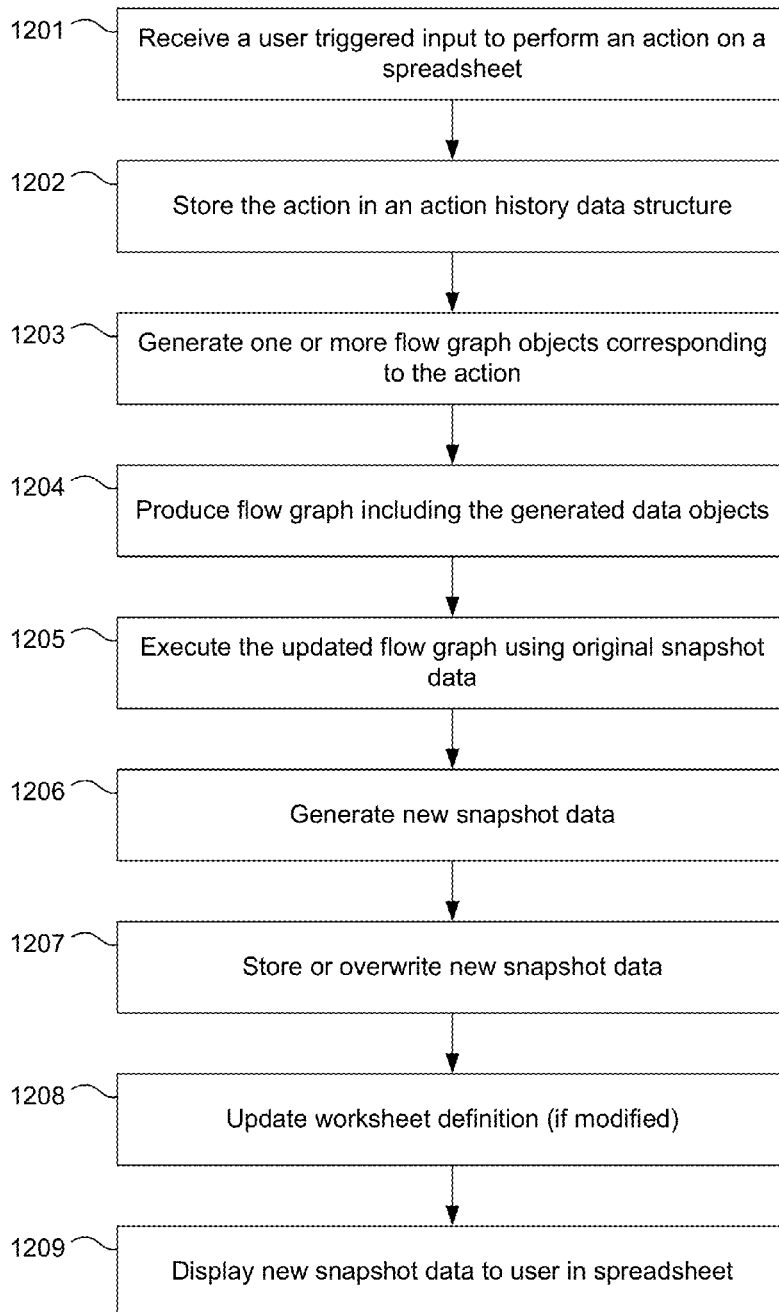 1201
Receive a user triggered input to perform an action on a
spreadsheet
1202
Store the action in an action history data structure
1203
Generate one or more flow graph objects corresponding
to the action
1204
Produce flow graph including the generated data objects
1205
Execute the updated flow graph using original snapshot
data
1206
Generate new snapshot data
1207
Store or overwrite new snapshot data
1208
Update worksheet definition (if modified)
1209
Display new snapshot data to user in spreadsheet